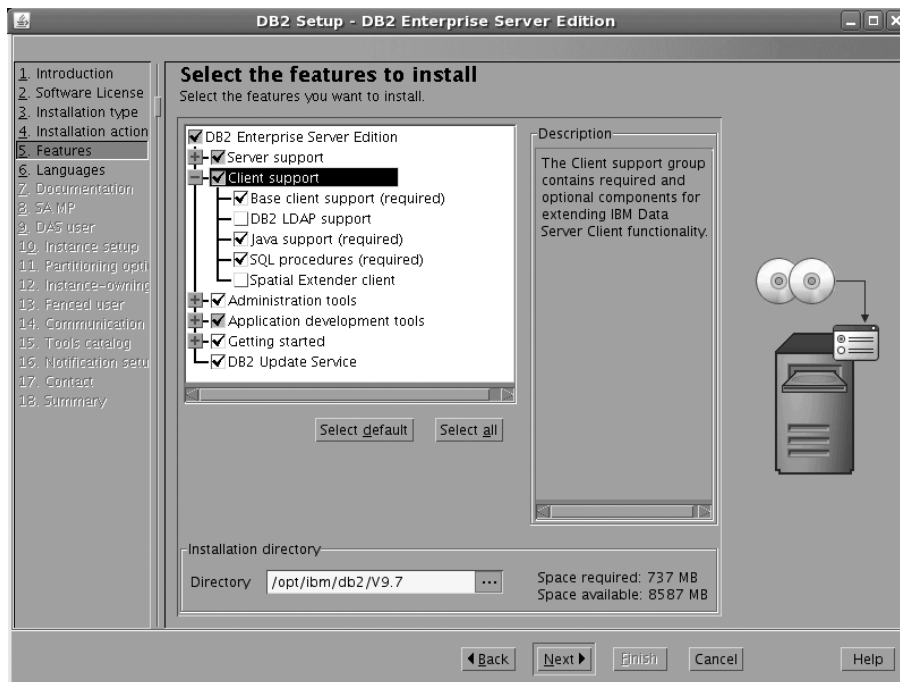 DB2 Setup - DB2 Enterprise Server Edition
1. Introduction
2. Software License
3. Installation type
4. Installation action
5. Features
6. Languages
7. Documentation
8. SA MP
9. DAS user
10. Instance setup
11. Partitioning opti
12. Instance-owning
13. Fenced user
14. Communication
15. Tools catalog
16. Notification setu
17. Contact
18. Summary
Select the features to install
Select the features you want to install.
DB2 Enterprise Server Edition
Server support
Client support
Base client support (required)
DB2 LDAP support
Java support (required)
SQL procedures (required)
Spatial Extender client
Administration tools
Application development tools
Getting started
DB2 Update Service
Select default
Select all
Description
The Client support group
contains required and
optional components for
extending IBM Data
Server Client functionality.
Installation directory
Directory
/opt/ibm/db2/V9.7
...
Space required: 737 MB
Space available: 8587 MB
Back
Next
Finish
Cancel
Help